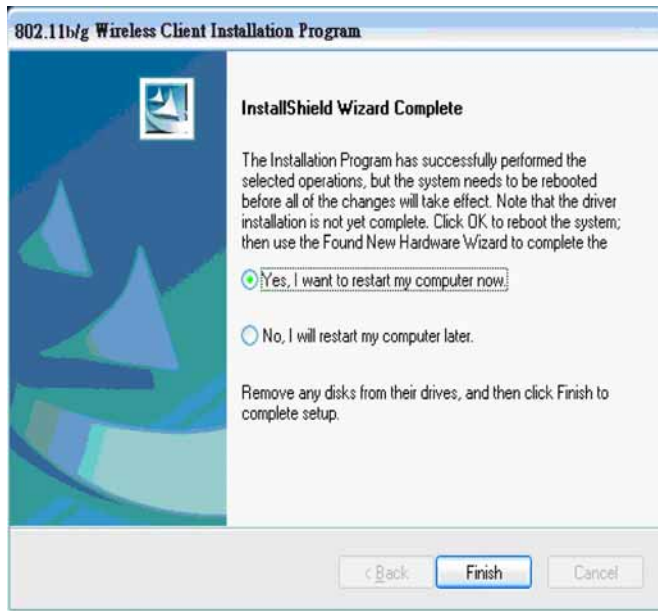 802.11b/g Wireless Client Installation Program
InstallShield Wizard Complete
The Installation Program has successfully performed the
selected operations, but the system needs to be rebooted
before all of the changes will take effect. Note that the driver
installation is not yet complete. Click OK to reboot the system;
then use the Found New Hardware Wizard to complete the
Yes, I want to restart my computer now.
No, I will restart my computer later.
Remove any disks from their drives, and then click Finish to
complete setup.
< Back
Finish
Cancel